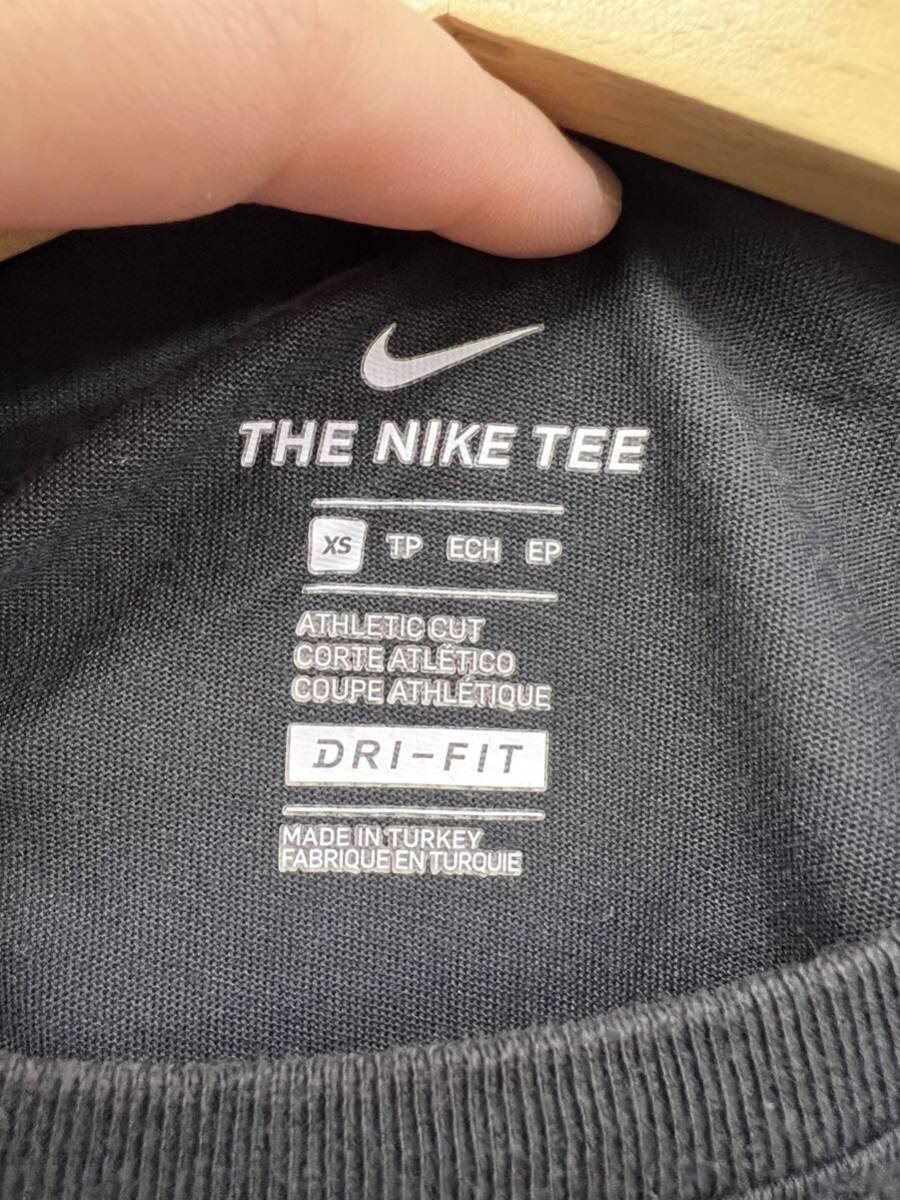 THE NIKE TEE
XS TP ECH EP
ATHLETIC CUT
CORTE ATLÉTICO
COUPE ATHLÉTIQUE
DRI-FIT
MADE IN TURKEY
FABRIQUE EN TURQUIE